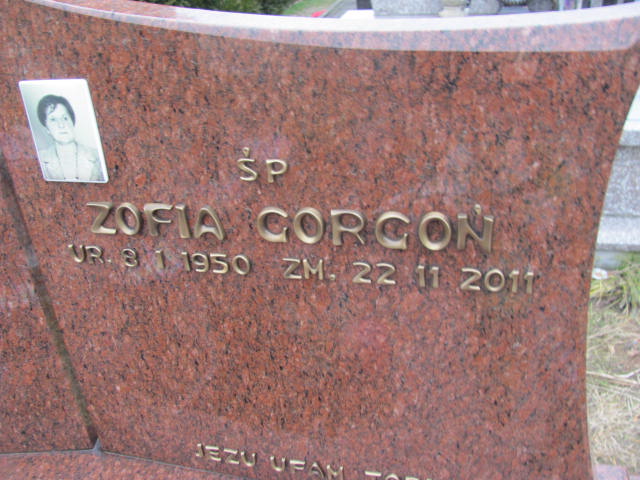 ŚP
ZOFIA GORGOŃ
UR. 8 1 1950 ZM. 22 11 2011
JEZU UFAM